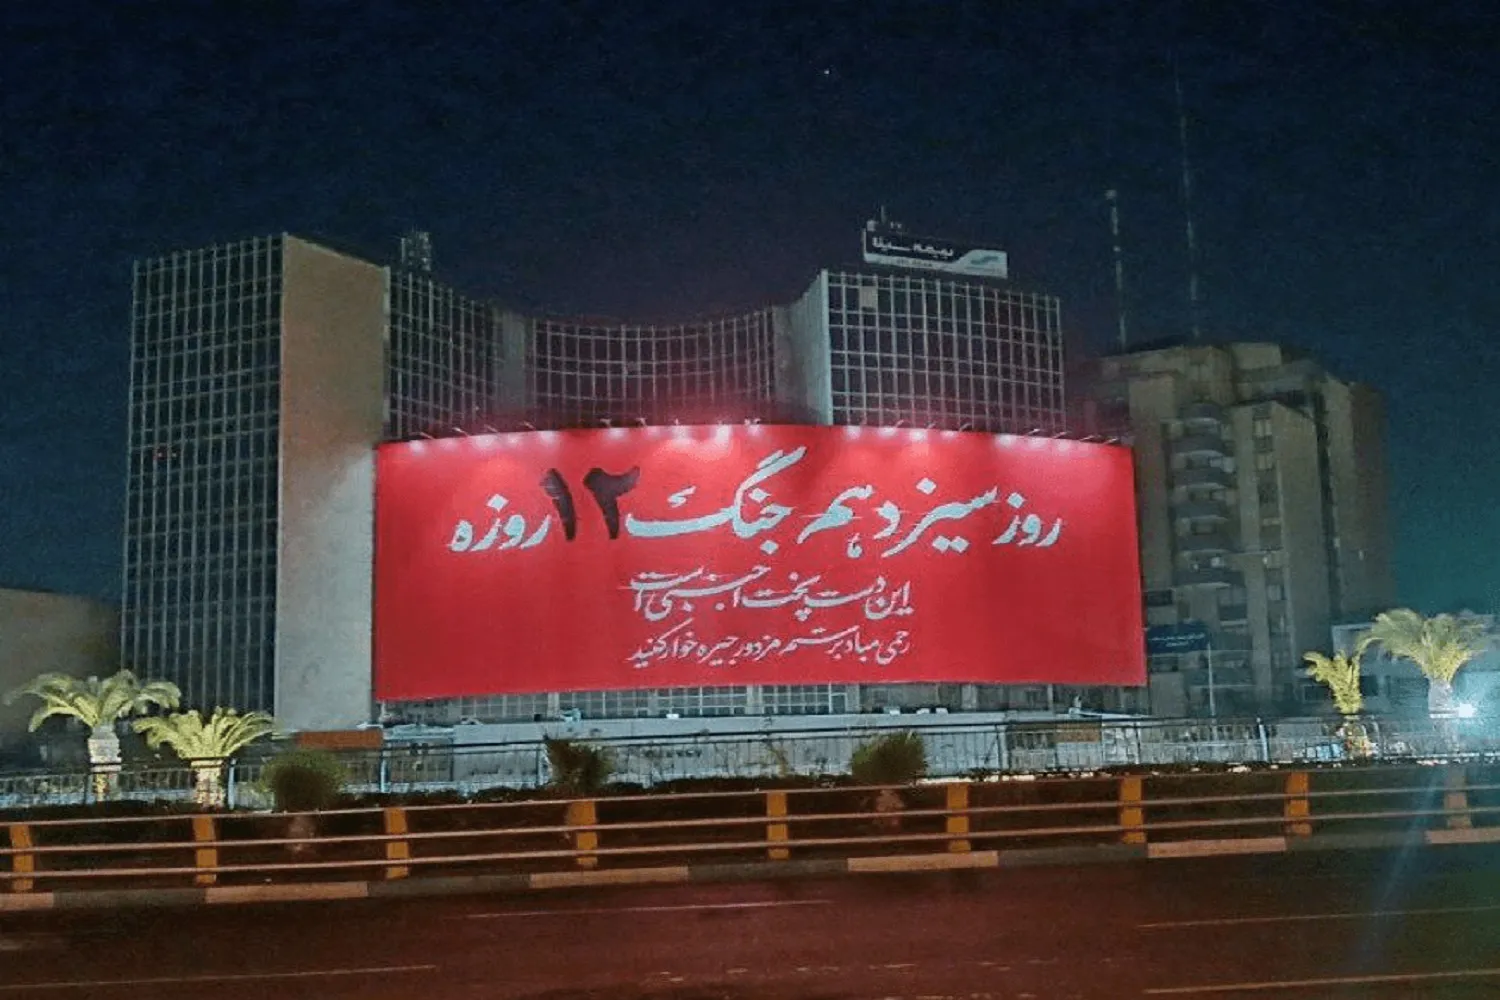 بیمه سینا
روز سیزدهم جنگ ۱۲ روزه
این دست پخت اجنبی است
رحمی مباد بر ستم مزدور جیره خوار کنید